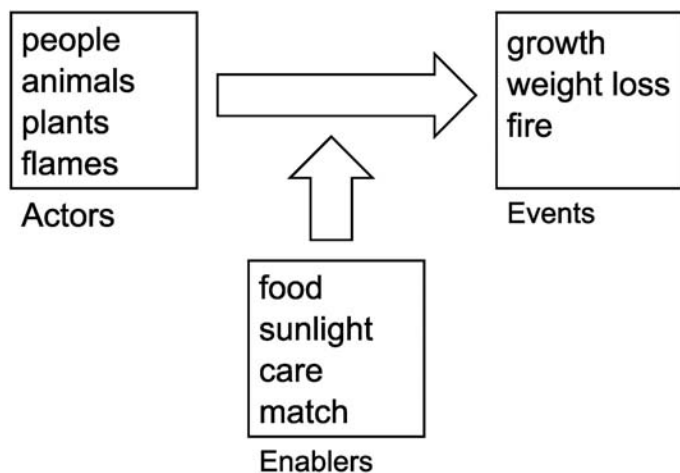 people
animals
plants
flames
Actors
growth
weight loss
fire
Events
food
sunlight
care
match
Enablers